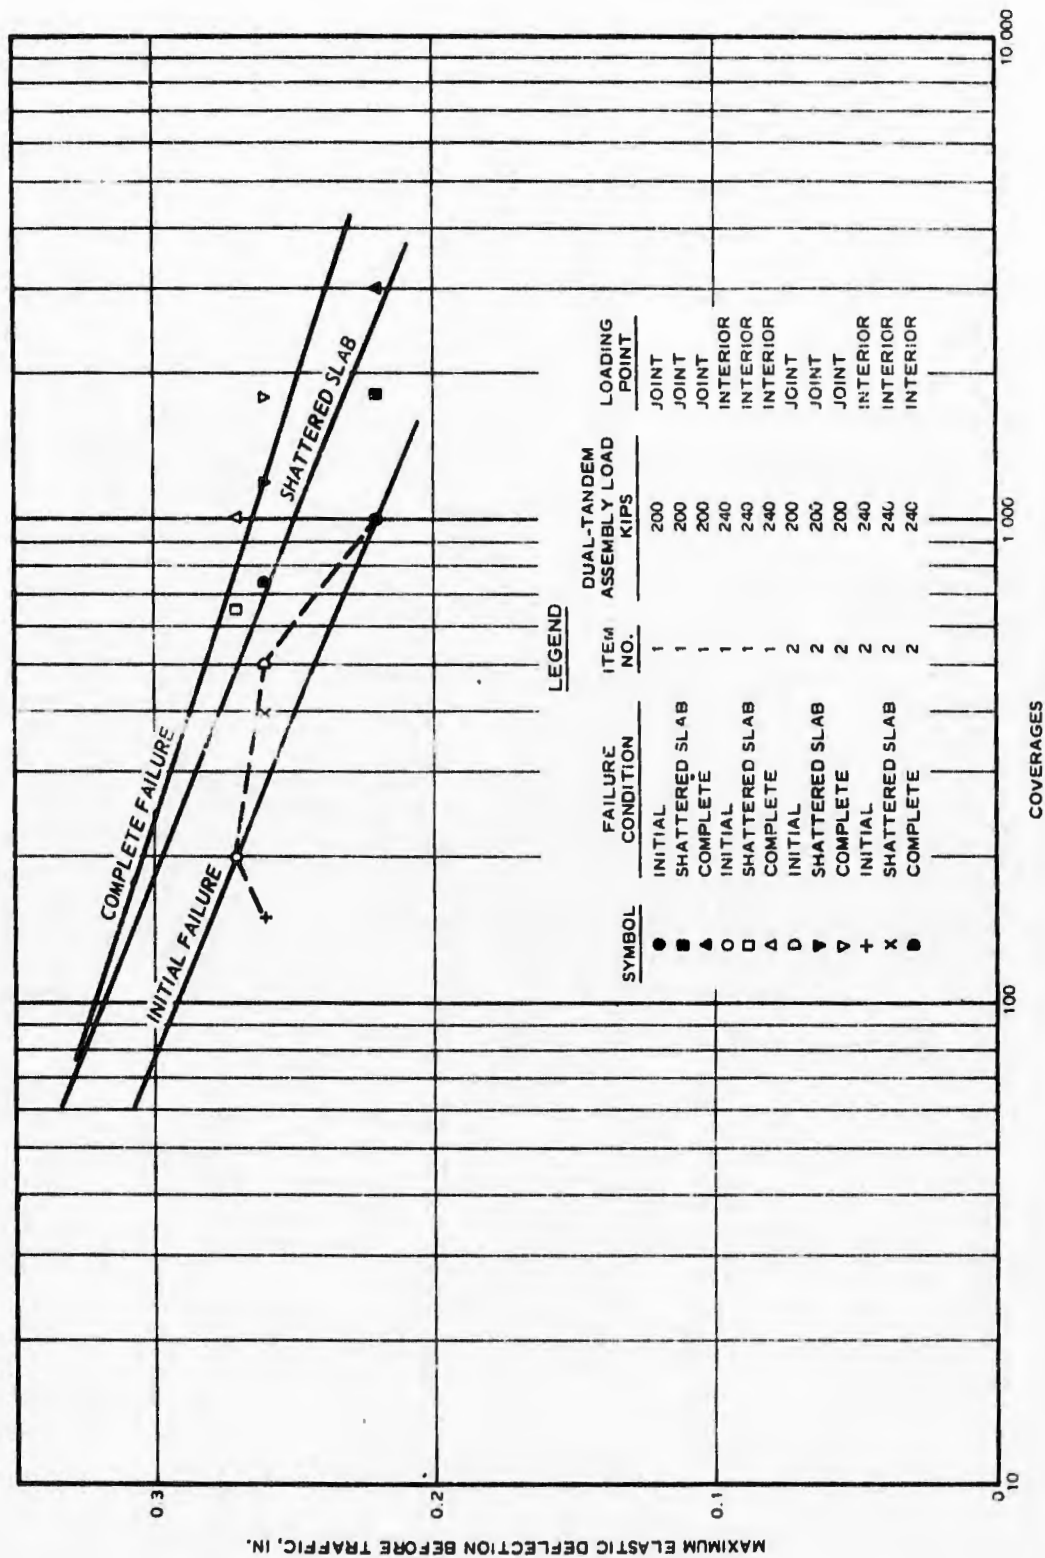 MAXIMUM ELASTIC DEFLECTION BEFORE TRAFFIC, IN.
0.3
0.2
0.1
0
10
100
1 000
10 000
COVERAGES
COMPLETE FAILURE
SHATTERED SLAB
INITIAL FAILURE
LEGEND
SYMBOL FAILURE CONDITION ITEM NO. DUAL-TANDEM ASSEMBLY LOAD KIPS LOADING POINT
● INITIAL 1 200 JOINT
■ SHATTERED SLAB 1 200 JOINT
▲ COMPLETE 1 200 JOINT
○ INITIAL 1 240 INTERIOR
□ SHATTERED SLAB 1 240 INTERIOR
△ COMPLETE 1 240 INTERIOR
D INITIAL 2 200 JOINT
▼ SHATTERED SLAB 2 200 JOINT
▽ COMPLETE 2 200 JOINT
+ INITIAL 2 240 INTERIOR
X SHATTERED SLAB 2 240 INTERIOR
◗ COMPLETE 2 240 INTERIOR